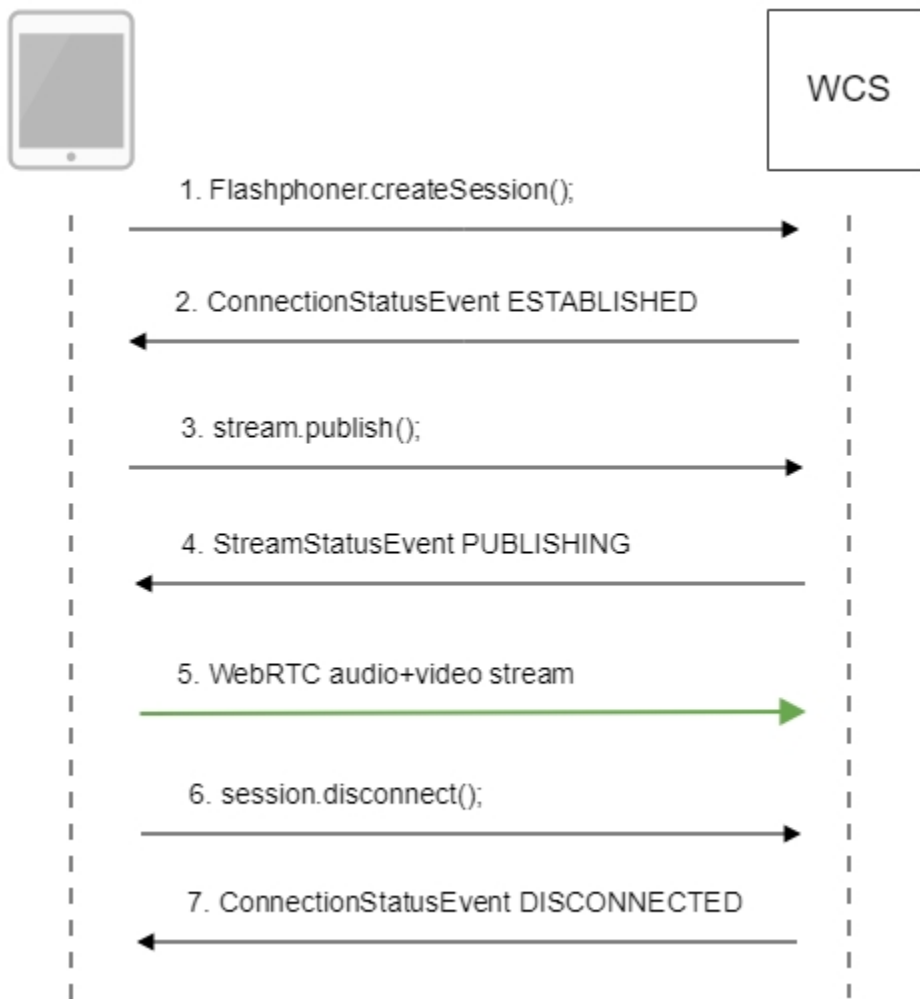 WCS
1. Flashphoner.createSession();
2. ConnectionStatusEvent ESTABLISHED
3. stream.publish();
4. StreamStatusEvent PUBLISHING
5. WebRTC audio+video stream
6. session.disconnect();
7. ConnectionStatusEvent DISCONNECTED